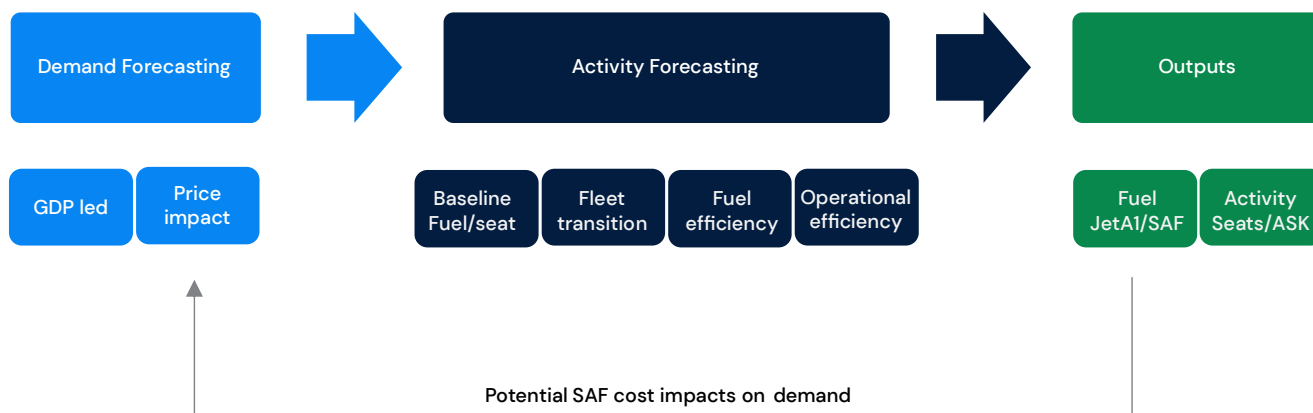 Demand Forecasting
Activity Forecasting
Outputs
GDP led
Price
impact
Baseline
Fuel/seat
Fleet
transition
Fuel
efficiency
Operational
efficiency
Fuel
JetA1/SAF
Activity
Seats/ASK
Potential SAF cost impacts on demand